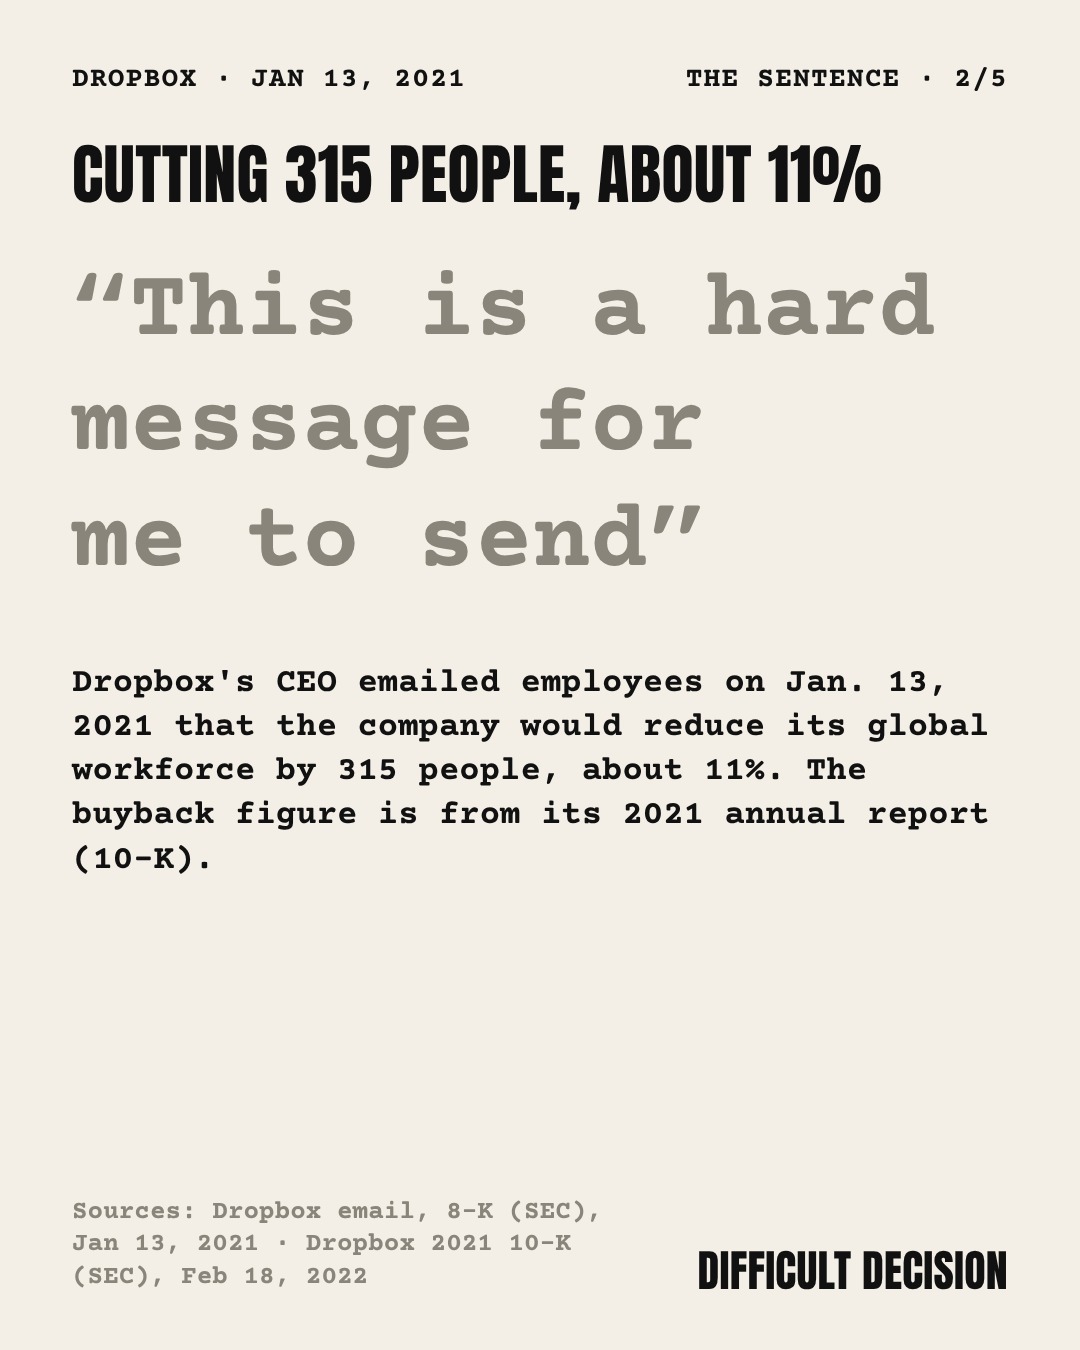 DROPBOX · JAN 13, 2021
THE SENTENCE · 2/5
CUTTING 315 PEOPLE, ABOUT 11%
“This is a hard
message for
me to send”
Dropbox's CEO emailed employees on Jan. 13,
2021 that the company would reduce its global
workforce by 315 people, about 11%. The
buyback figure is from its 2021 annual report
(10-K).
Sources: Dropbox email, 8-K (SEC),
Jan 13, 2021 · Dropbox 2021 10-K
(SEC), Feb 18, 2022
DIFFICULT DECISION